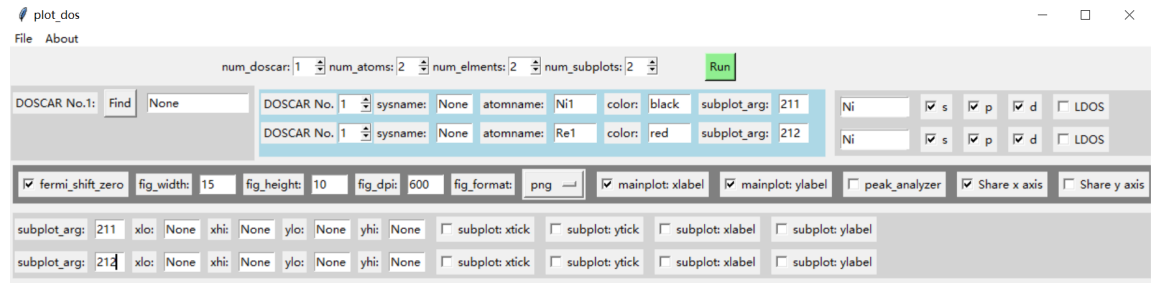 plot_dos
File About
num_doscar: 1 num_atoms: 2 num_elments: 2 num_subplots: 2 Run
DOSCAR No.1: Find None DOSCAR No. 1 sysname: None atomname: Ni1 color: black subplot_arg: 211 Ni s p d LDOS
DOSCAR No. 1 sysname: None atomname: Re1 color: red subplot_arg: 212 Ni s p d LDOS
fermi_shift_zero fig_width: 15 fig_height: 10 fig_dpi: 600 fig_format: png mainplot: xlabel mainplot: ylabel peak_analyzer Share x axis Share y axis
subplot_arg: 211 xlo: None xhi: None ylo: None yhi: None subplot: xtick subplot: ytick subplot: xlabel subplot: ylabel
subplot_arg: 212 xlo: None xhi: None ylo: None yhi: None subplot: xtick subplot: ytick subplot: xlabel subplot: ylabel